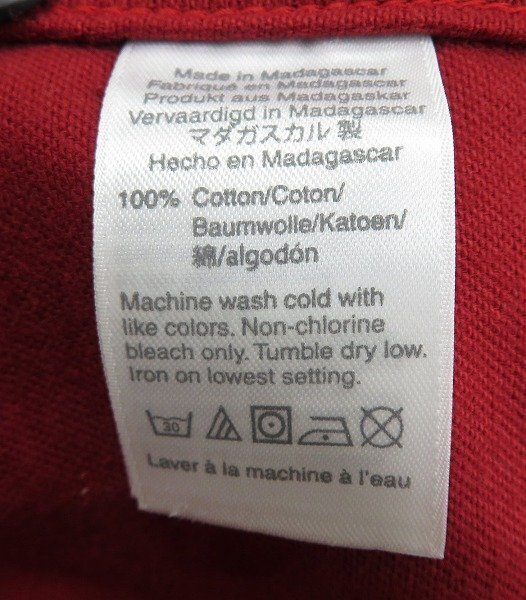 Made in Madagascar
Fabriqué en Madagascar
Produkt aus Madagaskar
Vervaardigd in Madagascar
マダガスカル製
Hecho en Madagascar
100% Cotton/Coton/
Baumwolle/Katoen/
綿/algodón
Machine wash cold with
like colors. Non-chlorine
bleach only. Tumble dry low.
Iron on lowest setting.
30
Laver à la machine à l'eau